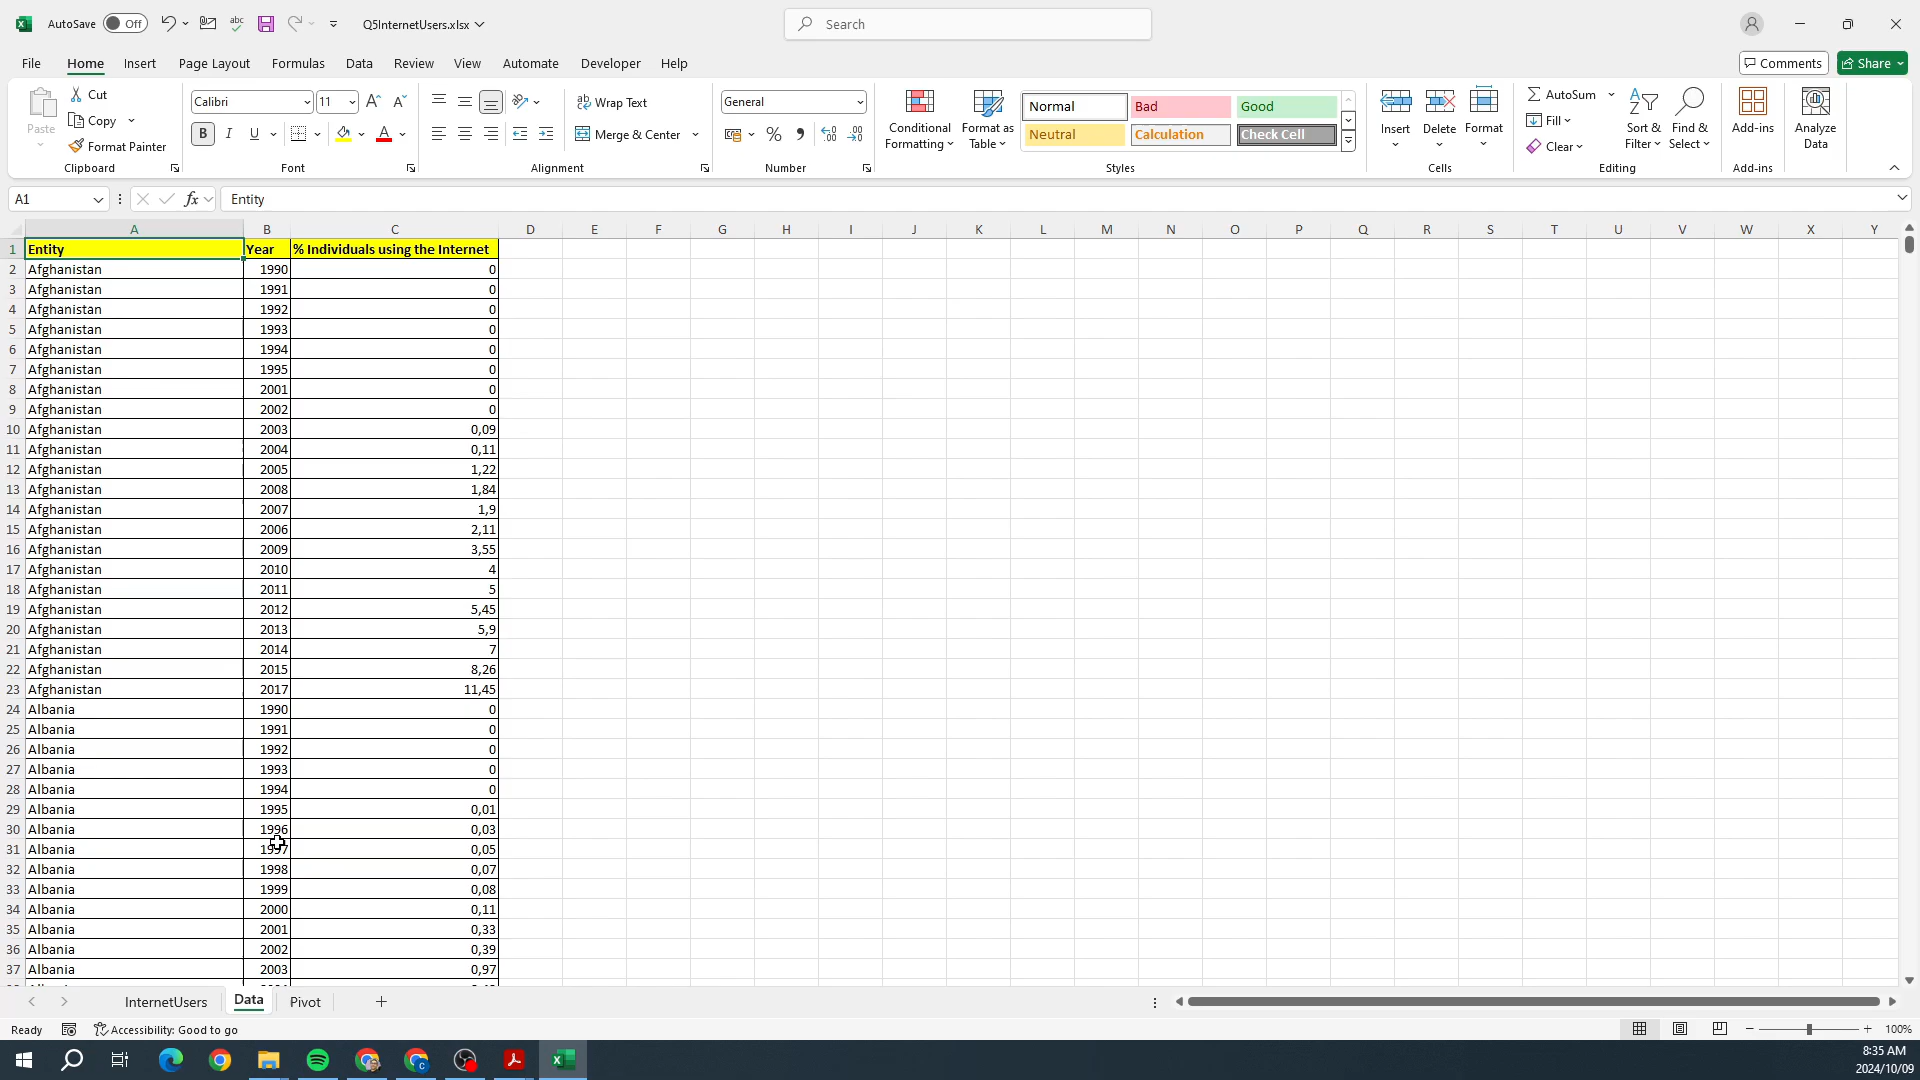 AutoSave Off Q5InternetUsers.xlsx Search
File Home Insert Page Layout Formulas Data Review View Automate Developer Help Comments Share
Paste Cut Copy Format Painter Clipboard
Calibri 11 B I U A Font
Wrap Text Merge & Center Alignment
General % , Number
Conditional Formatting Format as Table Normal Bad Good Neutral Calculation Check Cell Styles
Insert Delete Format Cells
AutoSum Fill Clear Sort & Filter Find & Select Editing
Add-ins Add-ins Analyze Data
A1 fx Entity
A B C D E F G H I J K L M N O P Q R S T U V W X Y
1 Entity Year % Individuals using the Internet
2 Afghanistan 1990 0
3 Afghanistan 1991 0
4 Afghanistan 1992 0
5 Afghanistan 1993 0
6 Afghanistan 1994 0
7 Afghanistan 1995 0
8 Afghanistan 2001 0
9 Afghanistan 2002 0
10 Afghanistan 2003 0,09
11 Afghanistan 2004 0,11
12 Afghanistan 2005 1,22
13 Afghanistan 2008 1,84
14 Afghanistan 2007 1,9
15 Afghanistan 2006 2,11
16 Afghanistan 2009 3,55
17 Afghanistan 2010 4
18 Afghanistan 2011 5
19 Afghanistan 2012 5,45
20 Afghanistan 2013 5,9
21 Afghanistan 2014 7
22 Afghanistan 2015 8,26
23 Afghanistan 2017 11,45
24 Albania 1990 0
25 Albania 1991 0
26 Albania 1992 0
27 Albania 1993 0
28 Albania 1994 0
29 Albania 1995 0,01
30 Albania 1996 0,03
31 Albania 1997 0,05
32 Albania 1998 0,07
33 Albania 1999 0,08
34 Albania 2000 0,11
35 Albania 2001 0,33
36 Albania 2002 0,39
37 Albania 2003 0,97
InternetUsers Data Pivot
Ready Accessibility: Good to go 100%
8:35 AM
2024/10/09